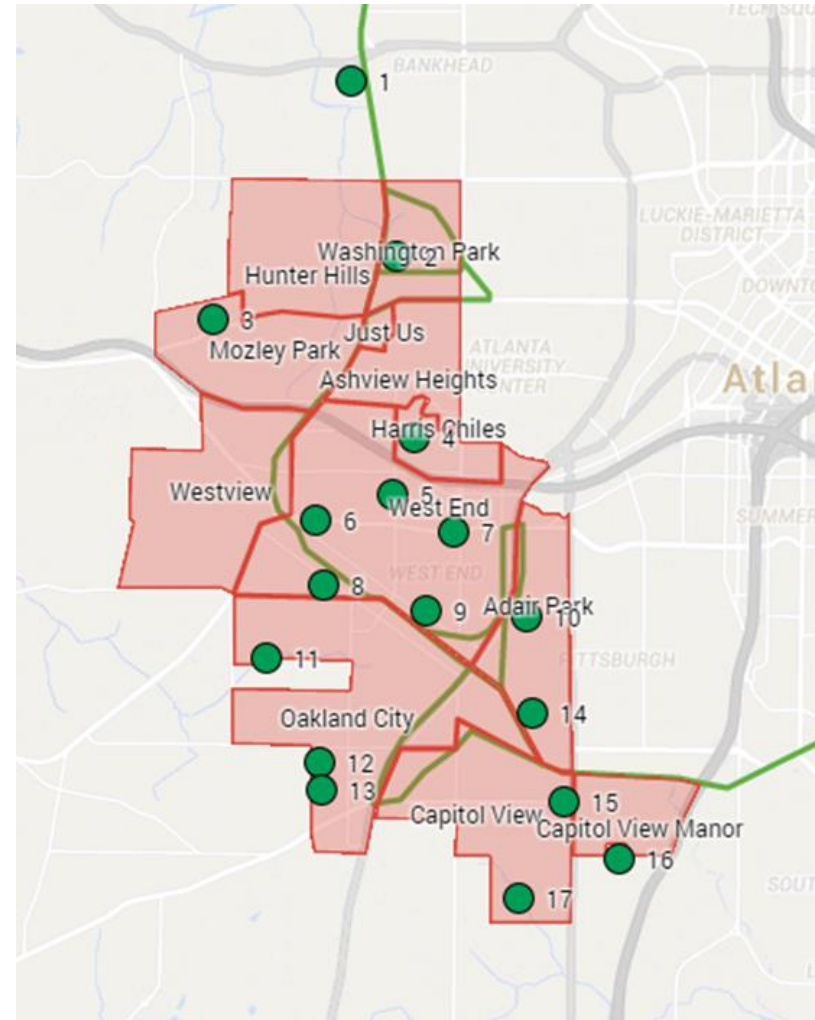 TECH SQU
BANKHEAD
1
LUCKIE-MARIETTA
DISTRICT
Washington Park
2
Hunter Hills
DOWNTO
3
Just Us
Mozley Park
ATLANTA
UNIVERSITY
CENTER
Ashview Heights
Atla
Harris Chiles
4
Westview
5
West End
6
7
SUMMER
WEST END
8
9
Adair Park
10
PITTSBURGH
11
Oakland City
14
12
13
15
Capitol View
Capitol View Manor
16
SOUT
17